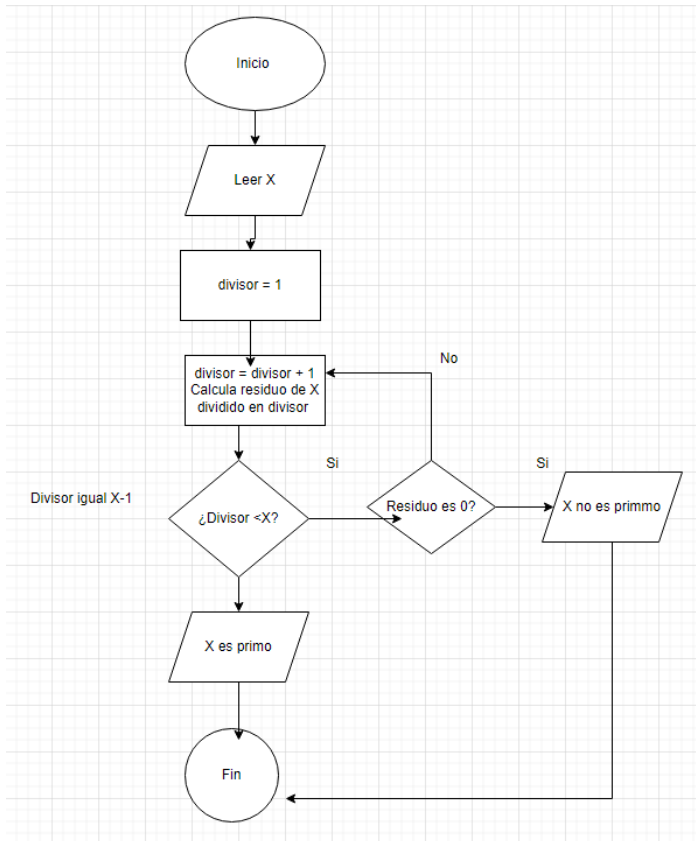 Inicio
Leer X
divisor = 1
divisor = divisor + 1
Calcula residuo de X
dividido en divisor
No
Si
Si
Divisor igual X-1
¿Divisor <X?
Residuo es 0?
X no es primmo
X es primo
Fin